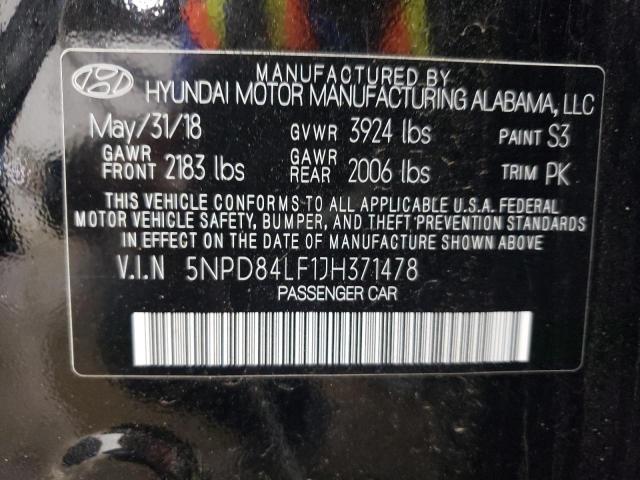 MANUFACTURED BY
HYUNDAI MOTOR MANUFACTURING ALABAMA, LLC
May/31/18 GVWR 3924 lbs PAINT S3
GAWR FRONT 2183 lbs GAWR REAR 2006 lbs TRIM PK
THIS VEHICLE CONFORMS TO ALL APPLICABLE U.S.A. FEDERAL
MOTOR VEHICLE SAFETY, BUMPER, AND THEFT PREVENTION STANDARDS
IN EFFECT ON THE DATE OF MANUFACTURE SHOWN ABOVE
V.I.N 5NPD84LF1JH371478
PASSENGER CAR